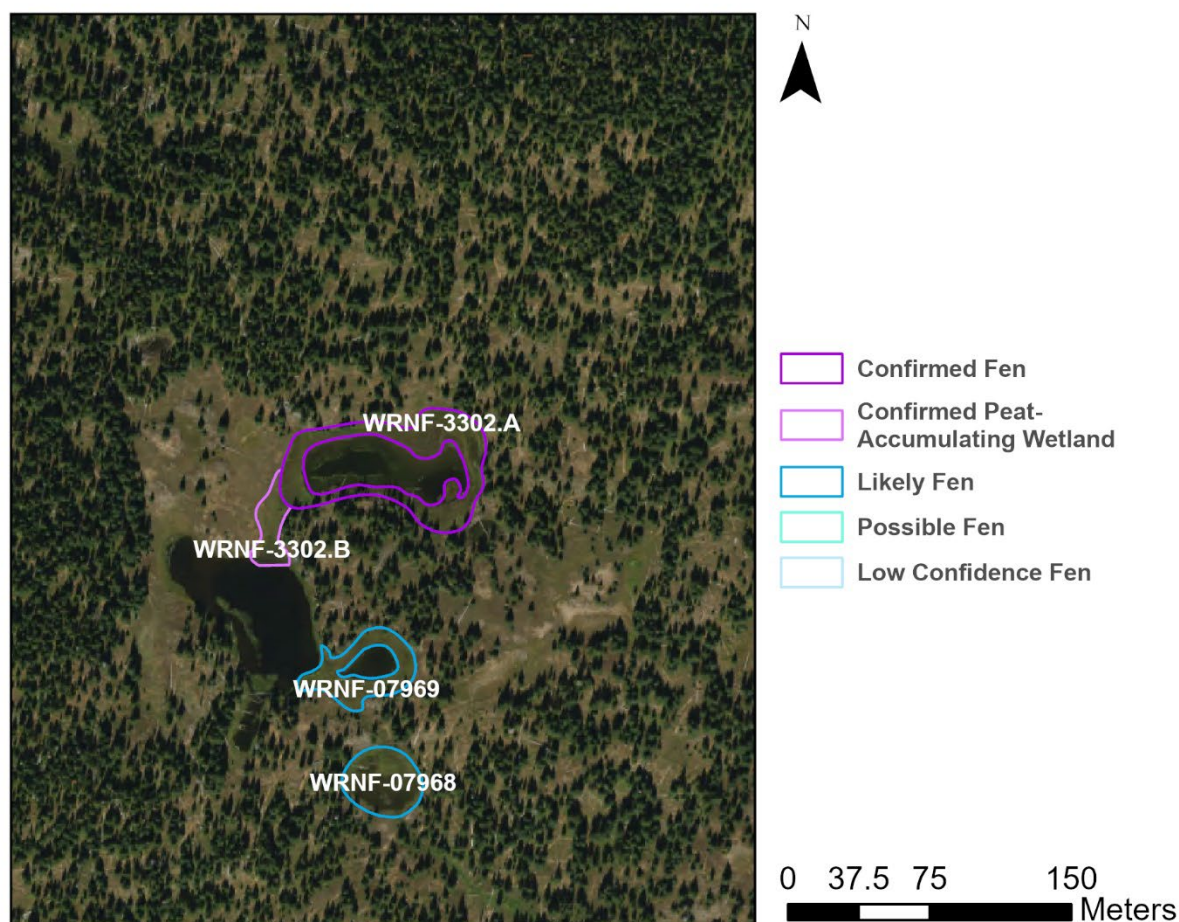 N
WRNF-3302.A
WRNF-3302.B
WRNF-07969
WRNF-07968
Confirmed Fen
Confirmed Peat-
Accumulating Wetland
Likely Fen
Possible Fen
Low Confidence Fen
0 37.5 75 150
Meters